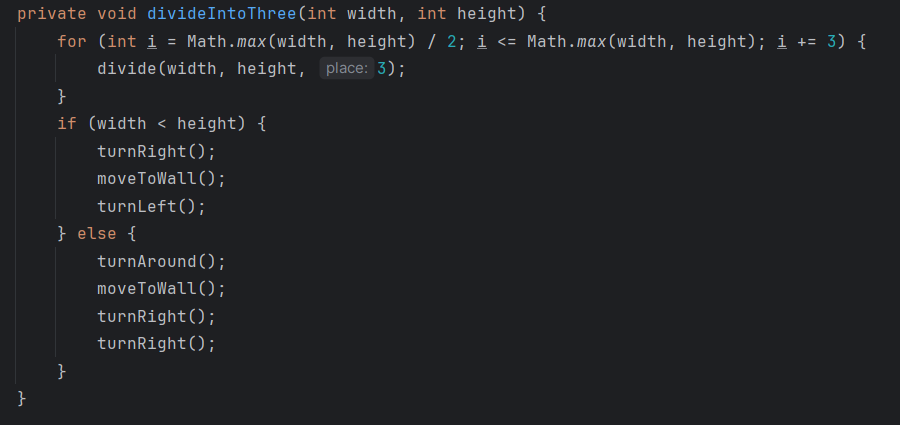 private void divideIntoThree(int width, int height) {
for (int i = Math.max(width, height) / 2; i <= Math.max(width, height); i += 3) {
divide(width, height, place: 3);
}
if (width < height) {
turnRight();
moveToWall();
turnLeft();
} else {
turnAround();
moveToWall();
turnRight();
turnRight();
}
}